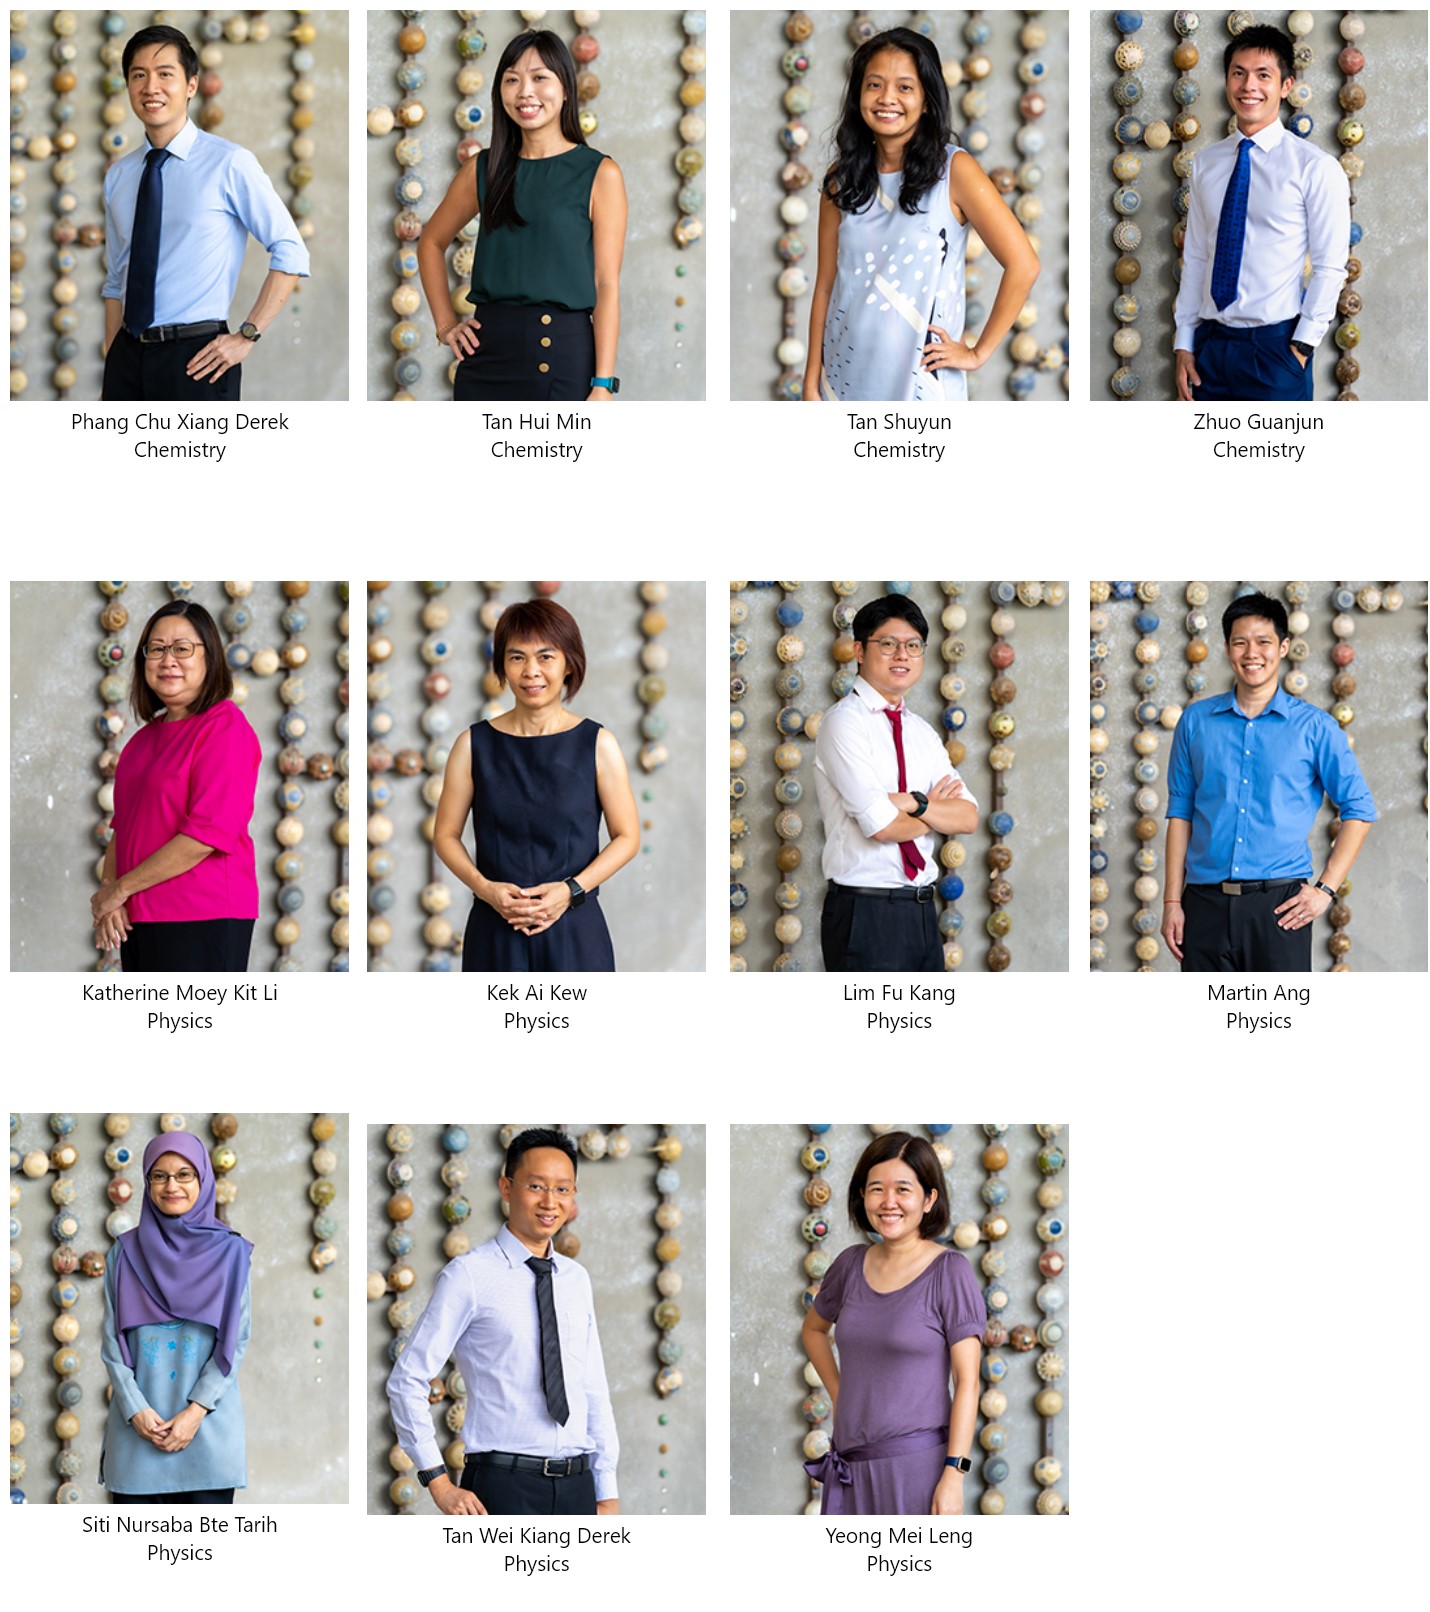 Phang Chu Xiang Derek
Chemistry
Tan Hui Min
Chemistry
Tan Shuyun
Chemistry
Zhuo Guanjun
Chemistry
Katherine Moey Kit Li
Physics
Kek Ai Kew
Physics
Lim Fu Kang
Physics
Martin Ang
Physics
Siti Nursaba Bte Tarih
Physics
Tan Wei Kiang Derek
Physics
Yeong Mei Leng
Physics